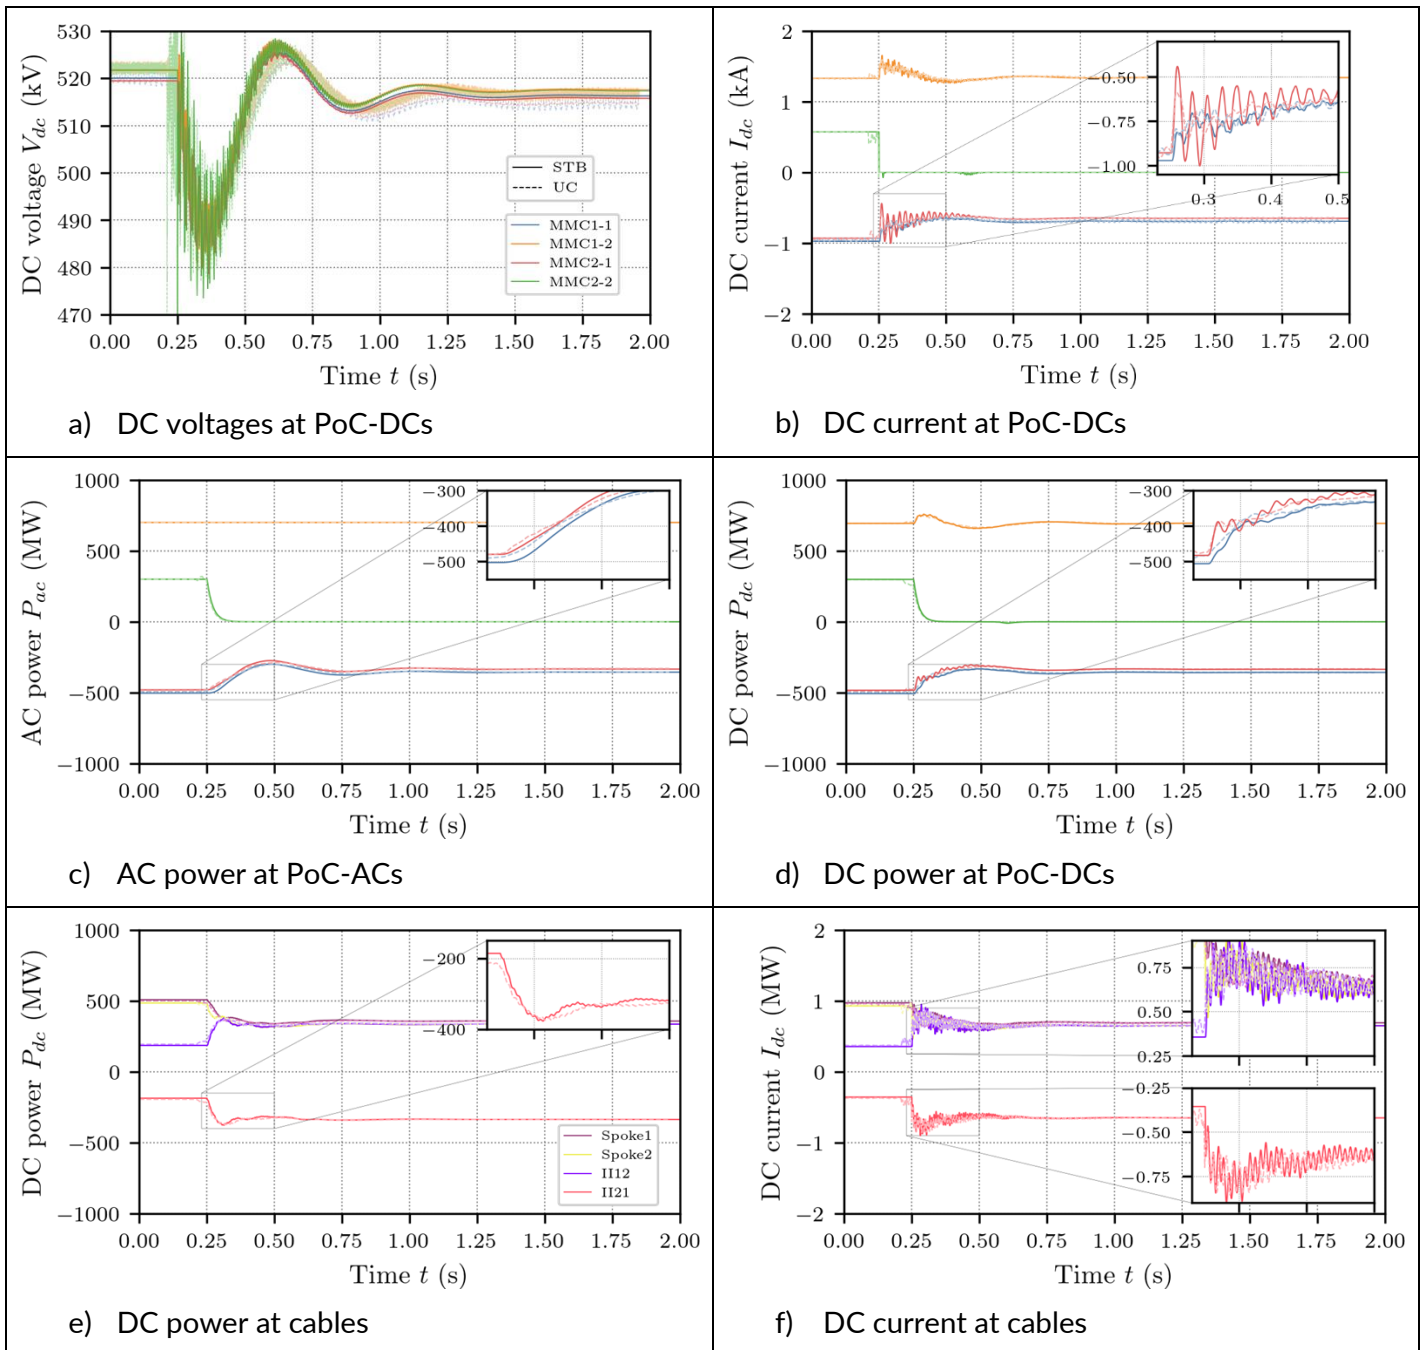 530
520
510
500
490
480
470
DC voltage V_dc (kV)
STB
UC
MMC1-1
MMC1-2
MMC2-1
MMC2-2
0.00 0.25 0.50 0.75 1.00 1.25 1.50 1.75 2.00
Time t (s)
a) DC voltages at PoC-DCs
2
1
0
−1
−2
DC current I_dc (kA)
−0.50
−0.75
−1.00
0.3 0.4 0.5
0.00 0.25 0.50 0.75 1.00 1.25 1.50 1.75 2.00
Time t (s)
b) DC current at PoC-DCs
1000
500
0
−500
−1000
AC power P_ac (MW)
−300
−400
−500
0.00 0.25 0.50 0.75 1.00 1.25 1.50 1.75 2.00
Time t (s)
c) AC power at PoC-ACs
1000
500
0
−500
−1000
DC power P_dc (MW)
−300
−400
−500
0.00 0.25 0.50 0.75 1.00 1.25 1.50 1.75 2.00
Time t (s)
d) DC power at PoC-DCs
1000
500
0
−500
−1000
DC power P_dc (MW)
−200
−400
Spoke1
Spoke2
II12
II21
0.00 0.25 0.50 0.75 1.00 1.25 1.50 1.75 2.00
Time t (s)
e) DC power at cables
2
1
0
−1
−2
DC current I_dc (MW)
0.75
0.50
0.25
−0.25
−0.50
−0.75
0.00 0.25 0.50 0.75 1.00 1.25 1.50 1.75 2.00
Time t (s)
f) DC current at cables